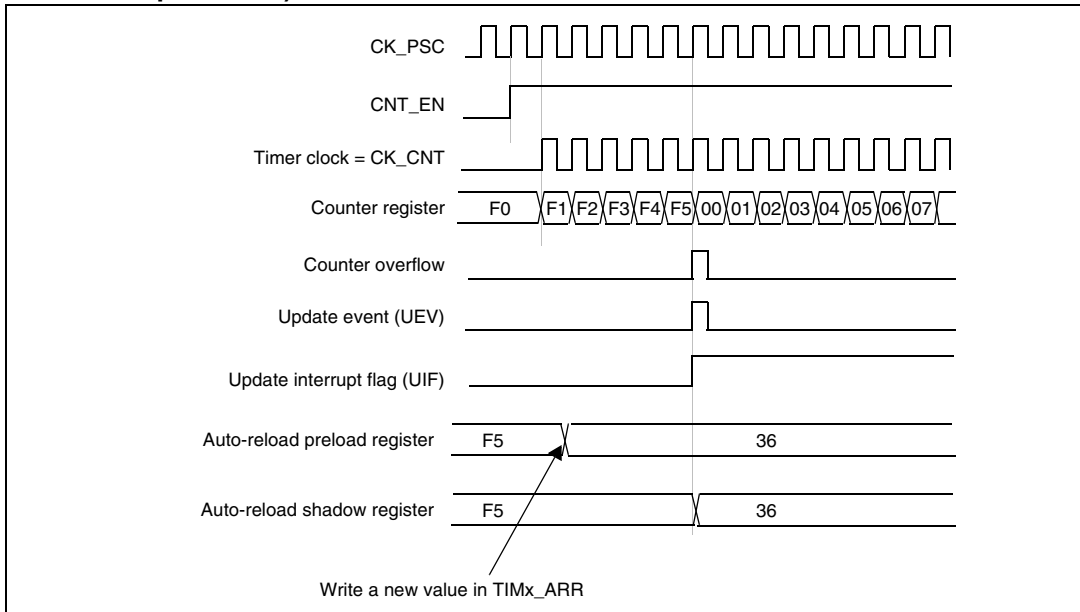 CK_PSC
CNT_EN
Timer clock = CK_CNT
Counter register F0 F1 F2 F3 F4 F5 00 01 02 03 04 05 06 07
Counter overflow
Update event (UEV)
Update interrupt flag (UIF)
Auto-reload preload register F5 36
Auto-reload shadow register F5 36
Write a new value in TIMx_ARR